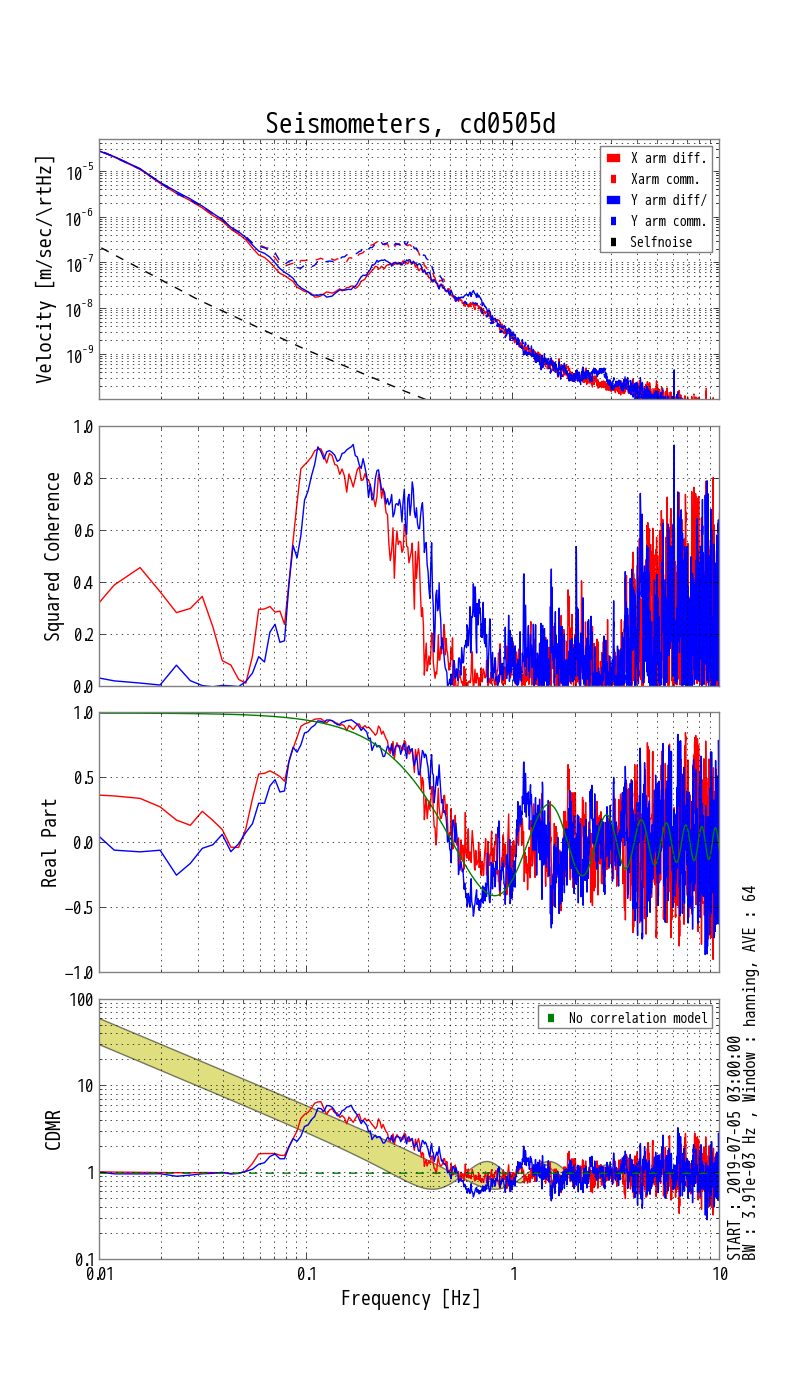 Seismometers, cd0505d
Velocity [m/sec/\rtHz]
10^-5
10^-6
10^-7
10^-8
10^-9
X arm diff.
Xarm comm.
Y arm diff/
Y arm comm.
Selfnoise
Squared Coherence
1.0
0.8
0.6
0.4
0.2
0.0
Real Part
1.0
0.5
0.0
−0.5
−1.0
CDMR
100
10
1
0.1
No correlation model
0.01 0.1 1 10
Frequency [Hz]
START : 2019-07-05 03:00:00
BW : 3.91e-03 Hz , Window : hanning, AVE : 64